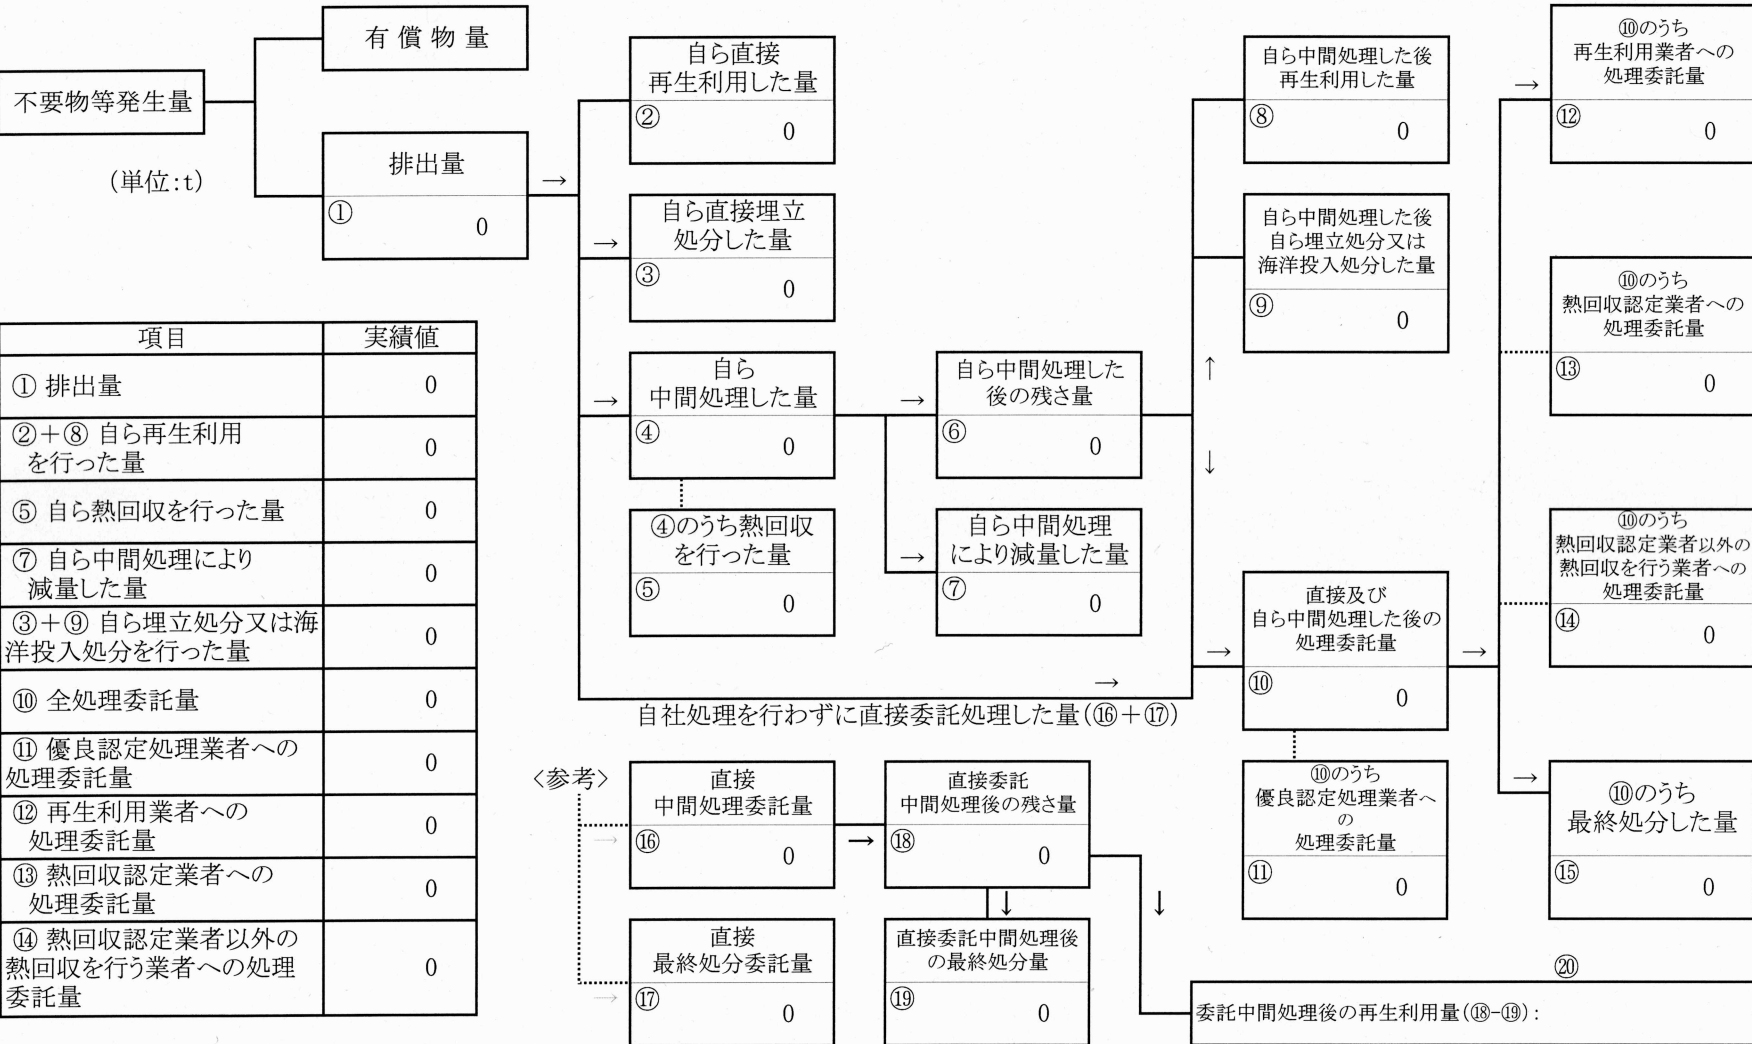 不要物等発生量
(単位:t)
有償物量
排出量
① 0
→
自ら直接
再生利用した量
② 0
→
自ら直接埋立
処分した量
③ 0
→
自ら
中間処理した量
④ 0
④のうち熱回収
を行った量
⑤ 0
→
自ら中間処理した
後の残さ量
⑥ 0
→
自ら中間処理
により減量した量
⑦ 0
→
自社処理を行わずに直接委託処理した量(⑯+⑰)
自ら中間処理した後
再生利用した量
⑧ 0
自ら中間処理した後
自ら埋立処分又は
海洋投入処分した量
⑨ 0
↑
↓
→
直接及び
自ら中間処理した後の
処理委託量
⑩ 0
→
⑩のうち
優良認定処理業者へ
の
処理委託量
⑪ 0
→
⑩のうち
再生利用業者への
処理委託量
⑫ 0
⑩のうち
熱回収認定業者への
処理委託量
⑬ 0
⑩のうち
熱回収認定業者以外の
熱回収を行う業者への
処理委託量
⑭ 0
→
⑩のうち
最終処分した量
⑮ 0
項目 実績値
① 排出量 0
②+⑧ 自ら再生利用
を行った量 0
⑤ 自ら熱回収を行った量 0
⑦ 自ら中間処理により
減量した量 0
③+⑨ 自ら埋立処分又は海
洋投入処分を行った量 0
⑩ 全処理委託量 0
⑪ 優良認定処理業者への
処理委託量 0
⑫ 再生利用業者への
処理委託量 0
⑬ 熱回収認定業者への
処理委託量 0
⑭ 熱回収認定業者以外の
熱回収を行う業者への処理
委託量 0
〈参考〉
→
直接
中間処理委託量
⑯ 0
→
直接委託
中間処理後の残さ量
⑱ 0
→
直接
最終処分委託量
⑰ 0
↓
直接委託中間処理後
の最終処分量
⑲ 0
↓
⑳
委託中間処理後の再生利用量(⑱-⑲):